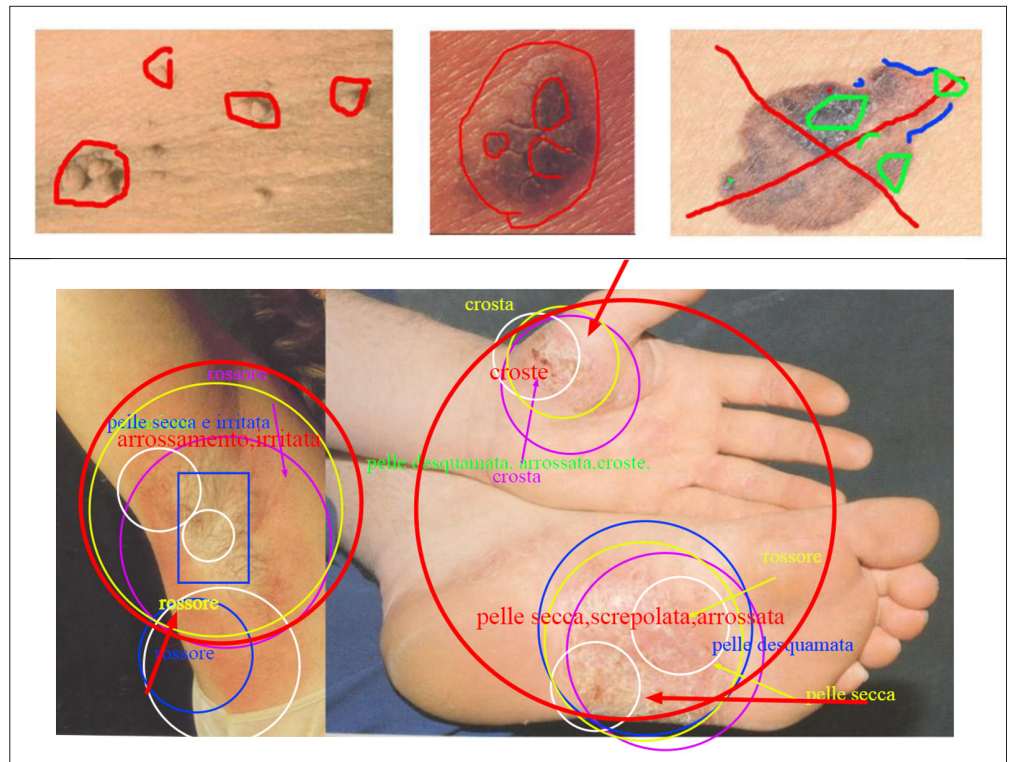 crosta
rossore
croste
pelle secca e irritata
arrossamento,irritata
pelle desquamata, arrossata,croste,
crosta
rossore
rossore
rossore
pelle secca,screpolata,arrossata
pelle desquamata
pelle secca